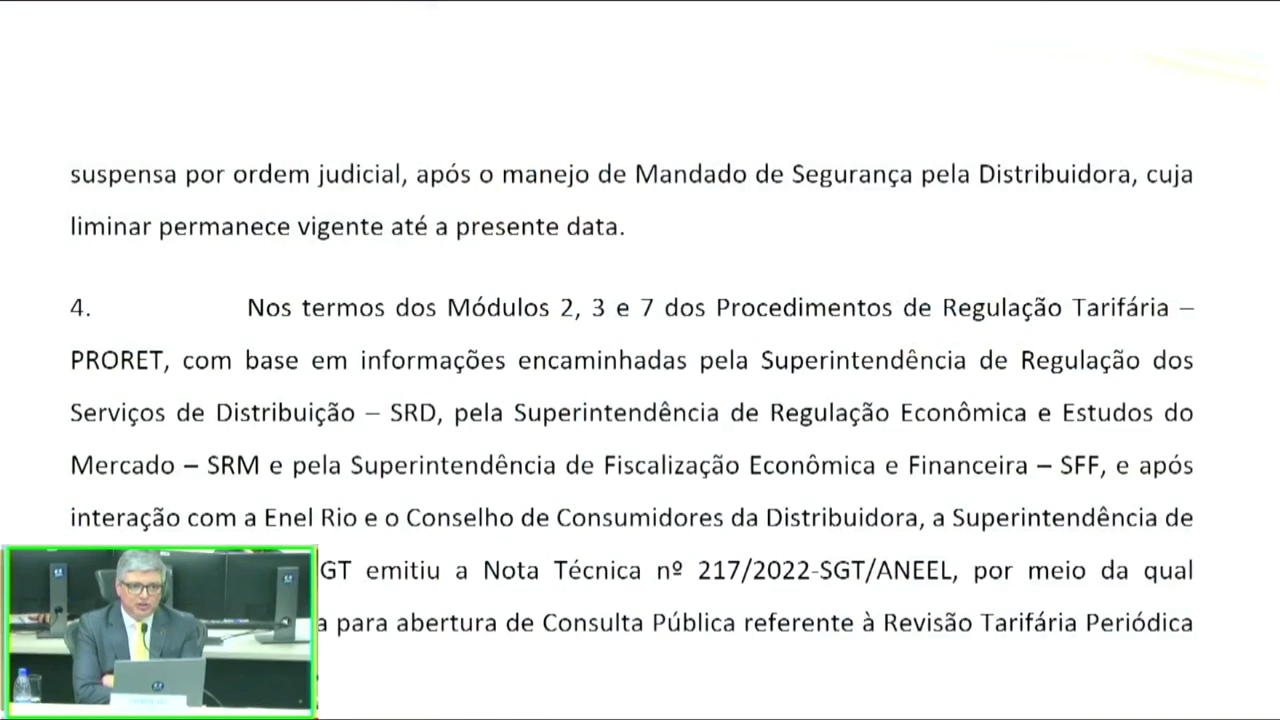 suspensa por ordem judicial, após o manejo de Mandado de Segurança pela Distribuidora, cuja
liminar permanece vigente até a presente data.
4. Nos termos dos Módulos 2, 3 e 7 dos Procedimentos de Regulação Tarifária –
PRORET, com base em informações encaminhadas pela Superintendência de Regulação dos
Serviços de Distribuição – SRD, pela Superintendência de Regulação Econômica e Estudos do
Mercado – SRM e pela Superintendência de Fiscalização Econômica e Financeira – SFF, e após
interação com a Enel Rio e o Conselho de Consumidores da Distribuidora, a Superintendência de
GT emitiu a Nota Técnica nº 217/2022-SGT/ANEEL, por meio da qual
a para abertura de Consulta Pública referente à Revisão Tarifária Periódica